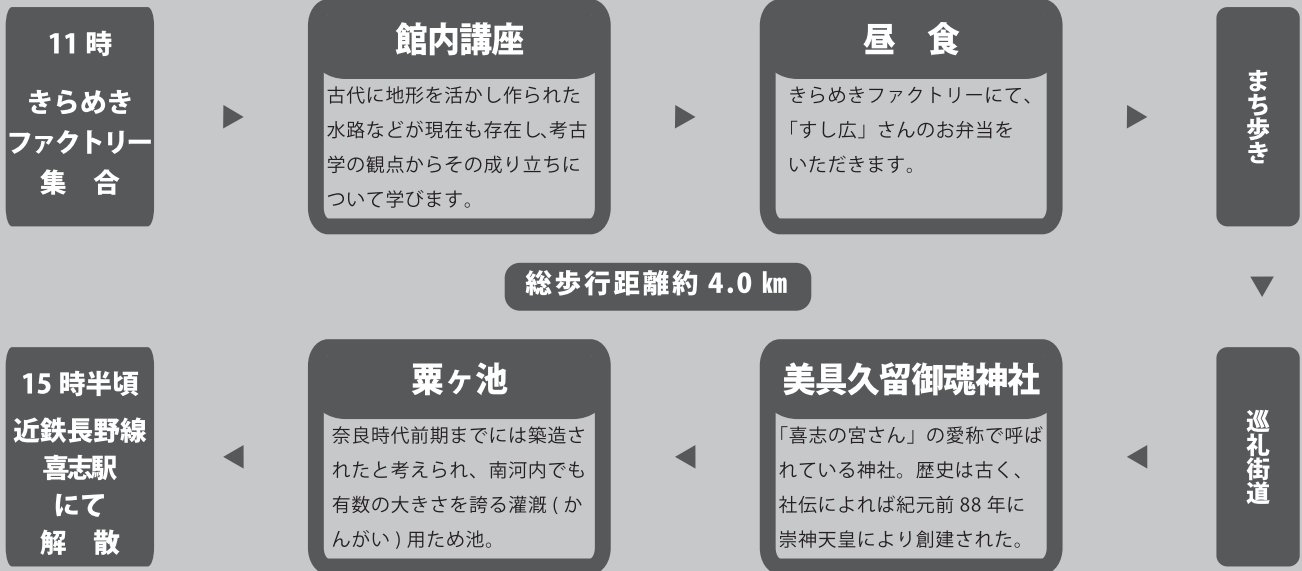 11 時
きらめき
ファクトリー
集　合
館内講座
古代に地形を活かし作られた
水路などが現在も存在し、考古
学の観点からその成り立ちに
ついて学びます。
昼　食
きらめきファクトリーにて、
「すし広」さんのお弁当を
いただきます。
まち歩き
総歩行距離約 4.0 ㎞
巡礼街道
美具久留御魂神社
「喜志の宮さん」の愛称で呼ば
れている神社。歴史は古く、
社伝によれば紀元前 88 年に
崇神天皇により創建された。
粟ヶ池
奈良時代前期までには築造さ
れたと考えられ、南河内でも
有数の大きさを誇る灌漑 ( か
んがい ) 用ため池。
15 時半頃
近鉄長野線
喜志駅
にて
解　散